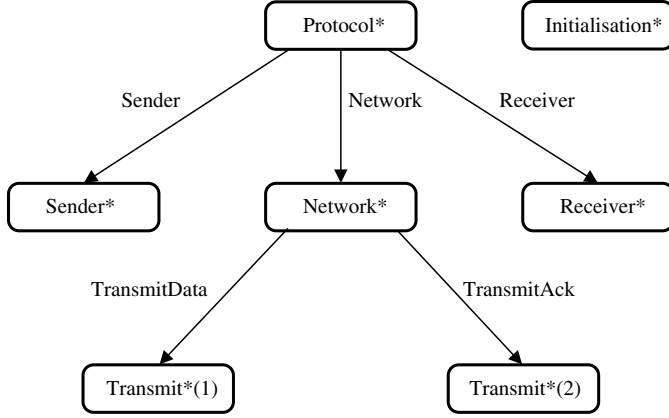 Protocol*
Initialisation*
Sender
Network
Receiver
Sender*
Network*
Receiver*
TransmitData
TransmitAck
Transmit*(1)
Transmit*(2)